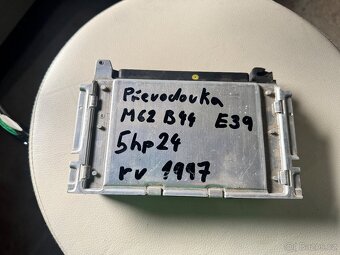 Převodovka
M62 B44 E39
5hp24
rv 1997